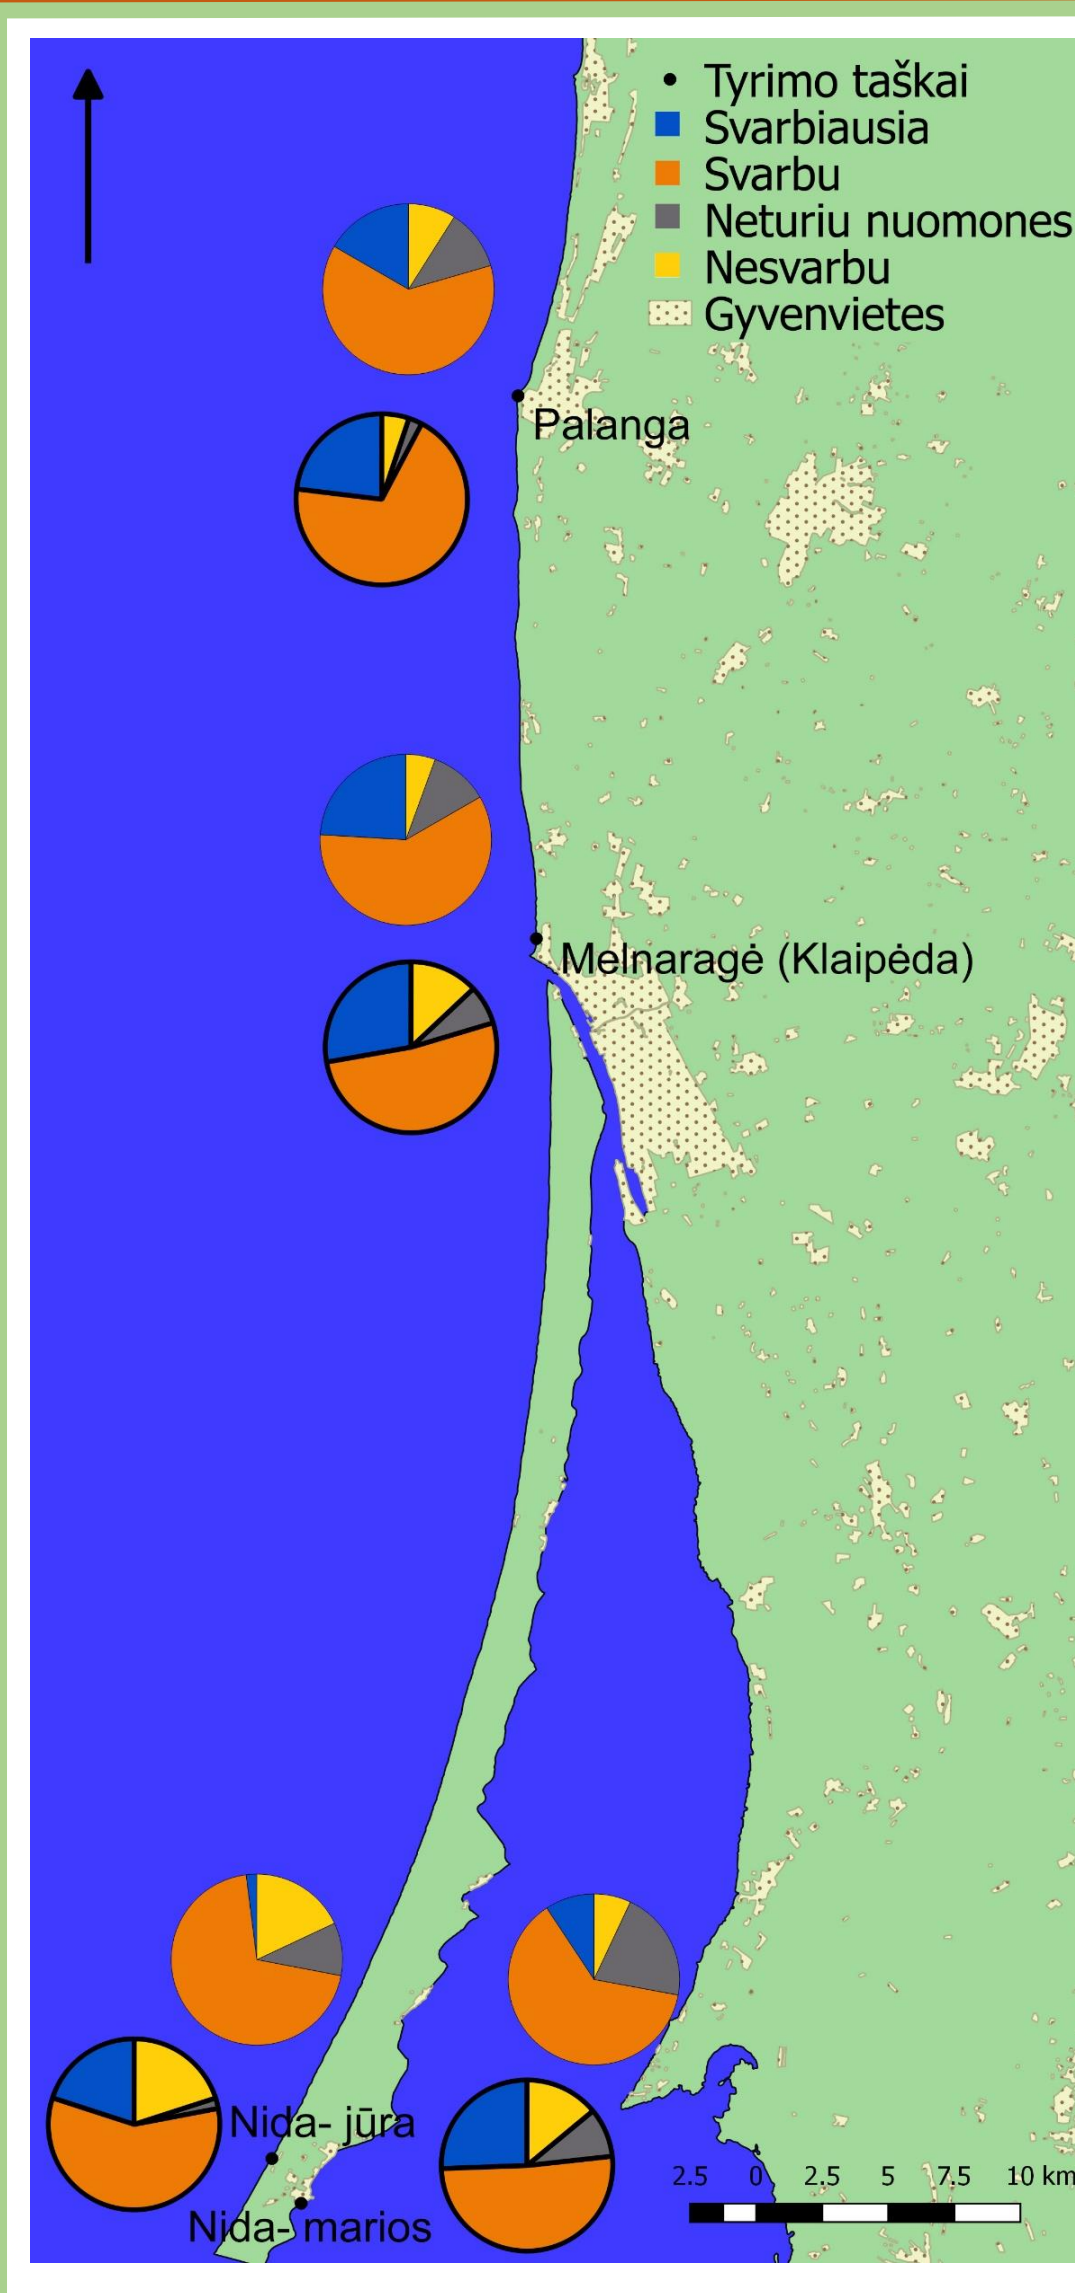 Tyrimo taškai
Svarbiausia
Svarbu
Neturiu nuomones
Nesvarbu
Gyvenvietes
Palanga
Melnaragė (Klaipėda)
Nida- jūra
Nida- marios
2.5 0 2.5 5 7.5 10 km